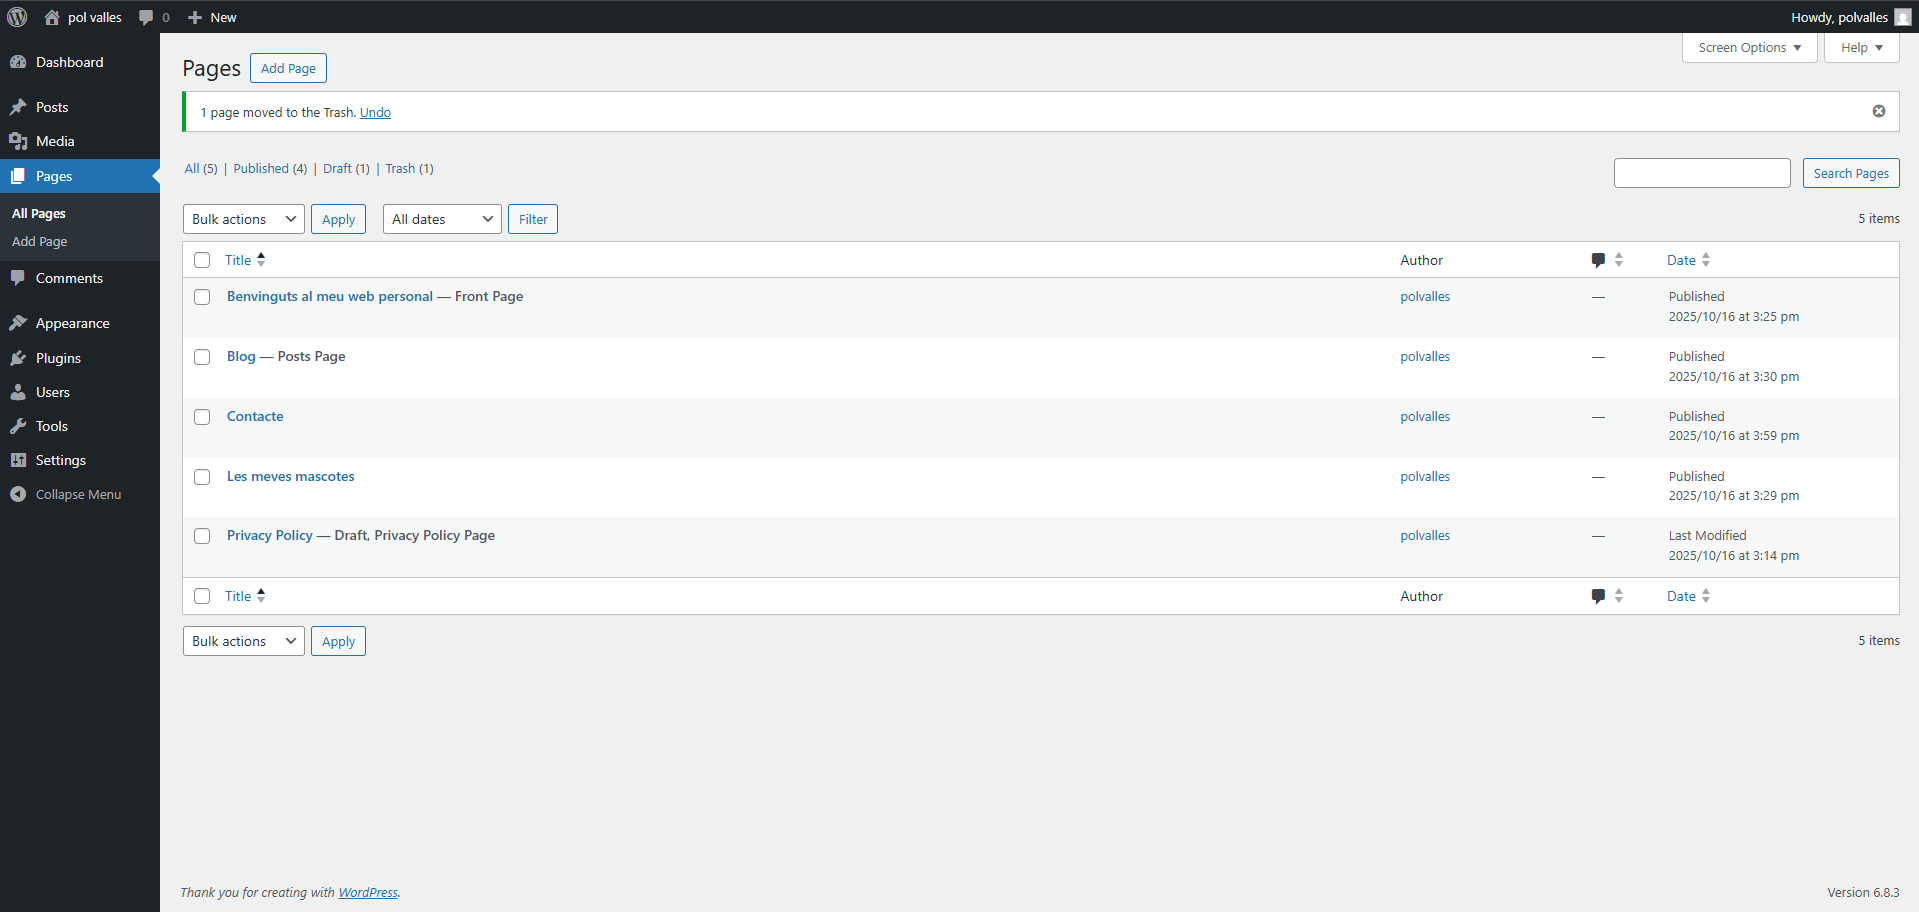 pol valles 0 New Howdy, polvalles
Dashboard
Posts
Media
Pages
All Pages
Add Page
Comments
Appearance
Plugins
Users
Tools
Settings
Collapse Menu
Screen Options Help
Pages Add Page
1 page moved to the Trash. Undo
All (5) | Published (4) | Draft (1) | Trash (1)
Search Pages
Bulk actions Apply All dates Filter 5 items
Title Author Date
Benvinguts al meu web personal — Front Page polvalles — Published
2025/10/16 at 3:25 pm
Blog — Posts Page polvalles — Published
2025/10/16 at 3:30 pm
Contacte polvalles — Published
2025/10/16 at 3:59 pm
Les meves mascotes polvalles — Published
2025/10/16 at 3:29 pm
Privacy Policy — Draft, Privacy Policy Page polvalles — Last Modified
2025/10/16 at 3:14 pm
Title Author Date
Bulk actions Apply 5 items
Thank you for creating with WordPress. Version 6.8.3